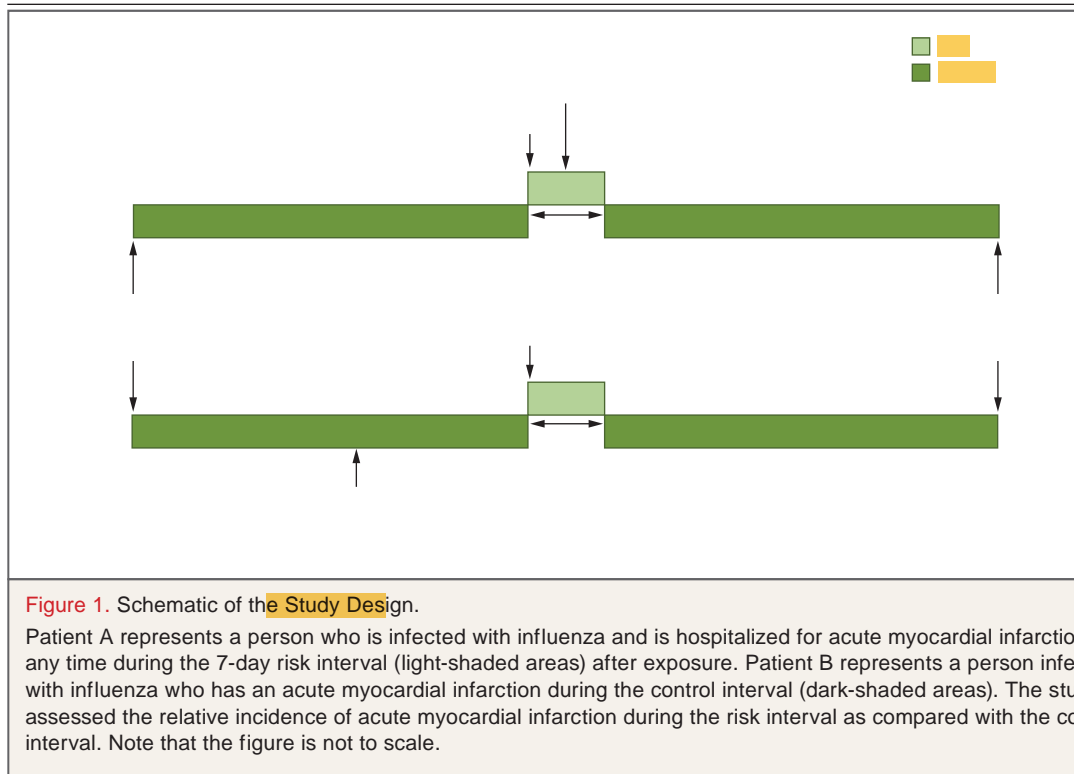 Figure 1. Schematic of the Study Design.
Patient A represents a person who is infected with influenza and is hospitalized for acute myocardial infarctio
any time during the 7-day risk interval (light-shaded areas) after exposure. Patient B represents a person infe
with influenza who has an acute myocardial infarction during the control interval (dark-shaded areas). The stu
assessed the relative incidence of acute myocardial infarction during the risk interval as compared with the co
interval. Note that the figure is not to scale.